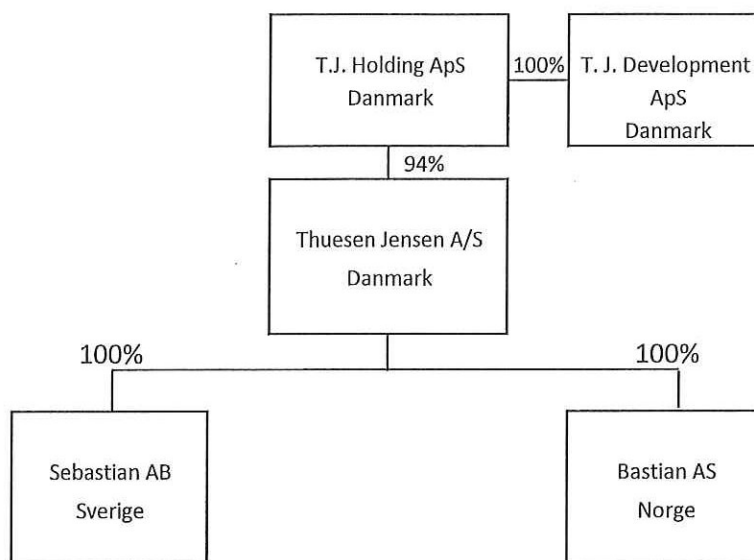 T.J. Holding ApS
Danmark
100%
T. J. Development
ApS
Danmark
94%
Thuesen Jensen A/S
Danmark
100%
100%
Sebastian AB
Sverige
Bastian AS
Norge